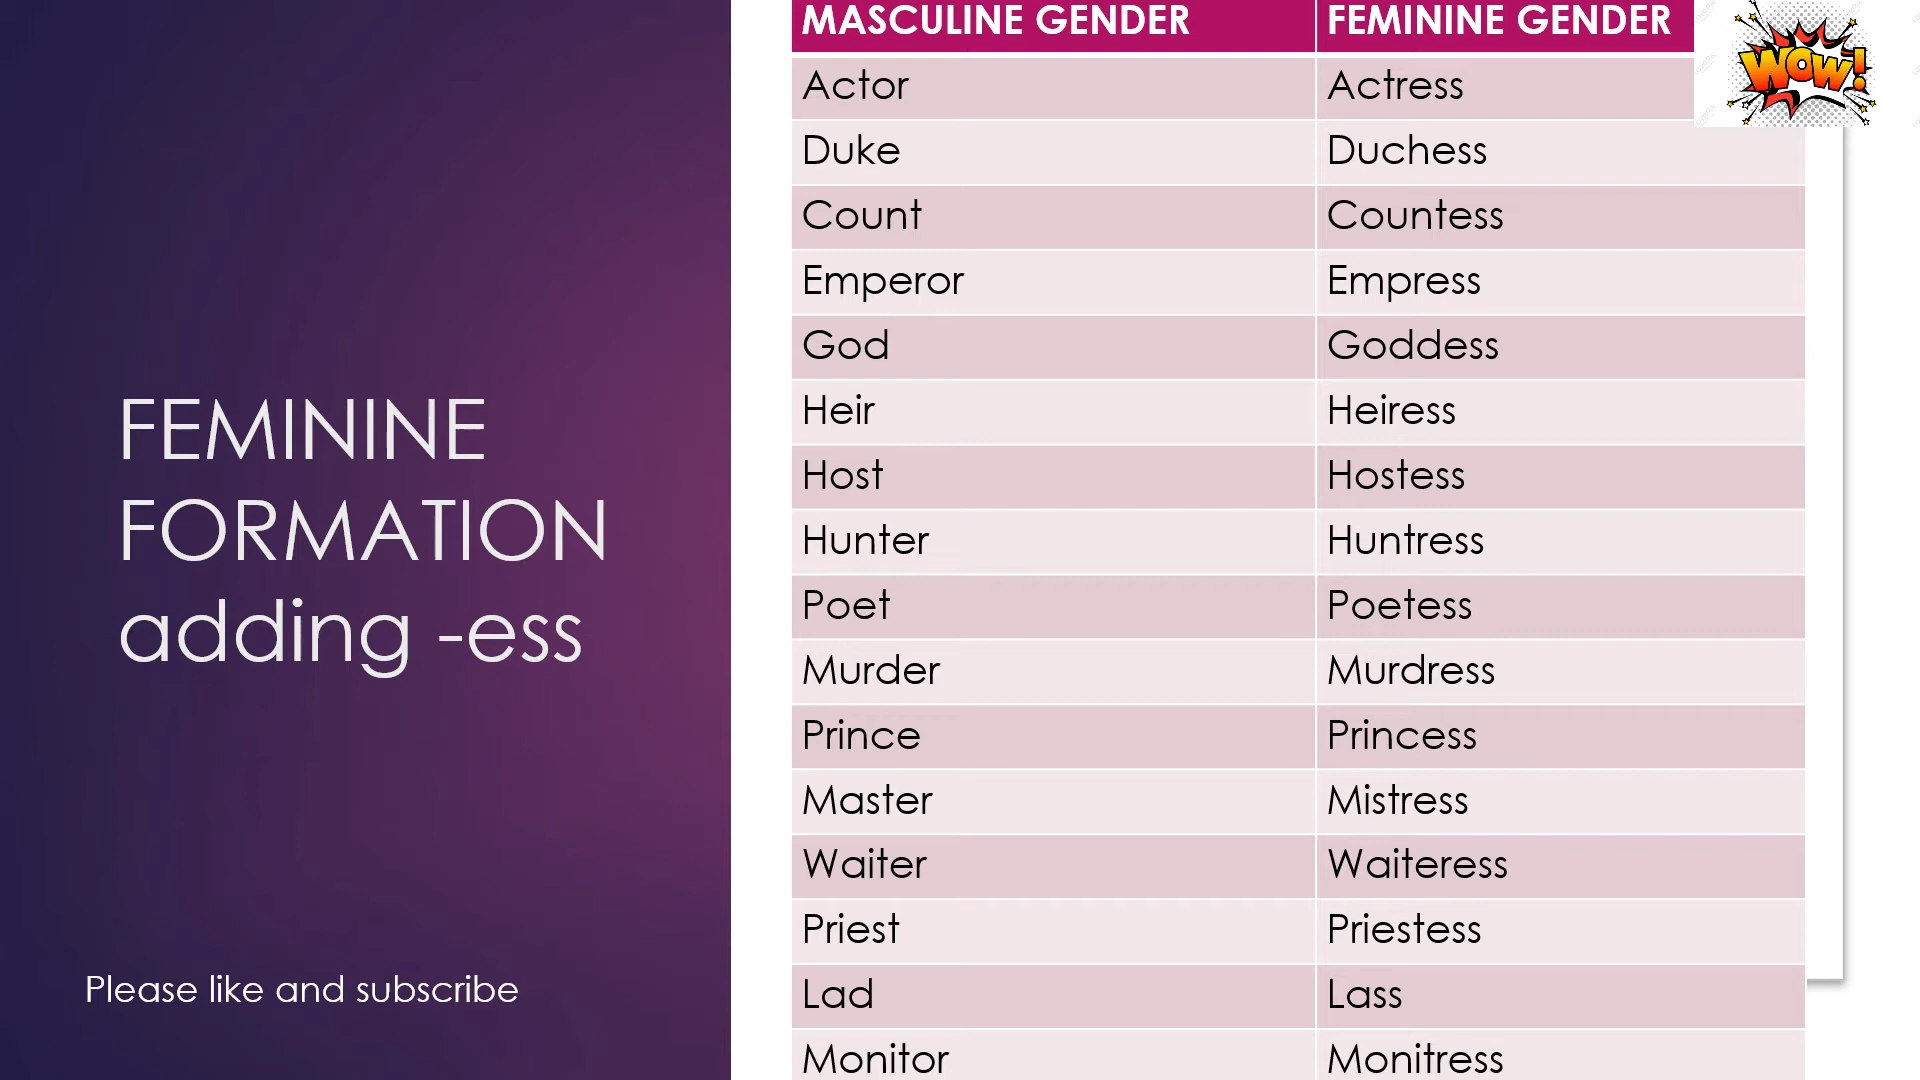 FEMININE
FORMATION
adding -ess
Please like and subscribe
MASCULINE GENDER FEMININE GENDER
Actor Actress
Duke Duchess
Count Countess
Emperor Empress
God Goddess
Heir Heiress
Host Hostess
Hunter Huntress
Poet Poetess
Murder Murdress
Prince Princess
Master Mistress
Waiter Waiteress
Priest Priestess
Lad Lass
Monitor Monitress
WOW!